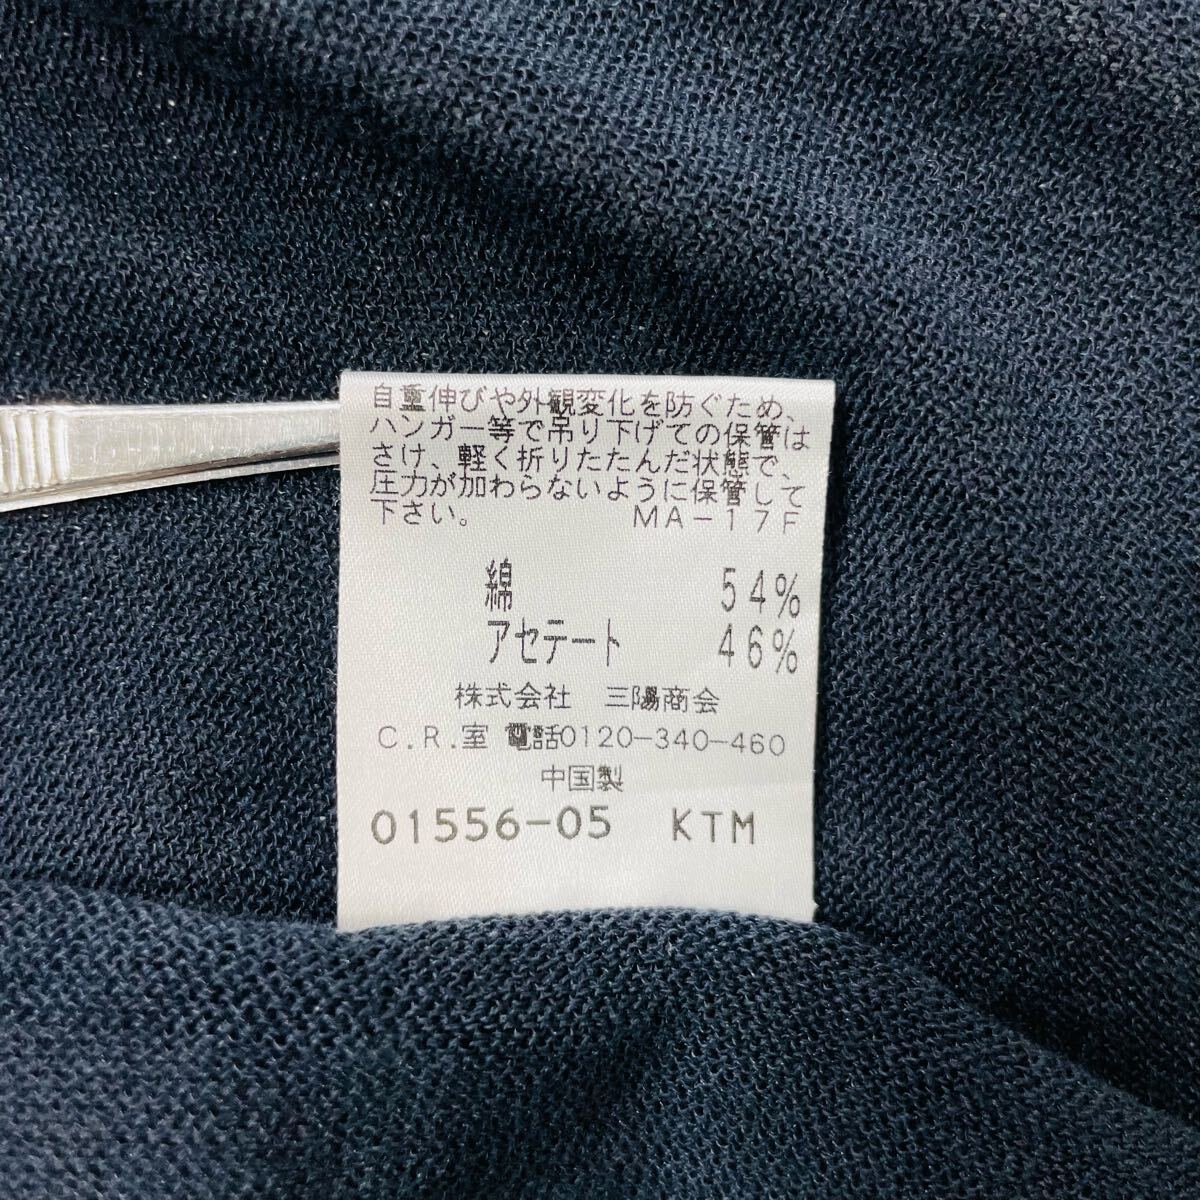 自重伸びや外観変化を防ぐため、
ハンガー等で吊り下げての保管は
さけ、軽く折りたたんだ状態で、
圧力が加わらないように保管して
下さい。 MA-17F
綿 54%
アセテート 46%
株式会社 三陽商会
C.R.室 電話0120-340-460
中国製
01556-05 KTM